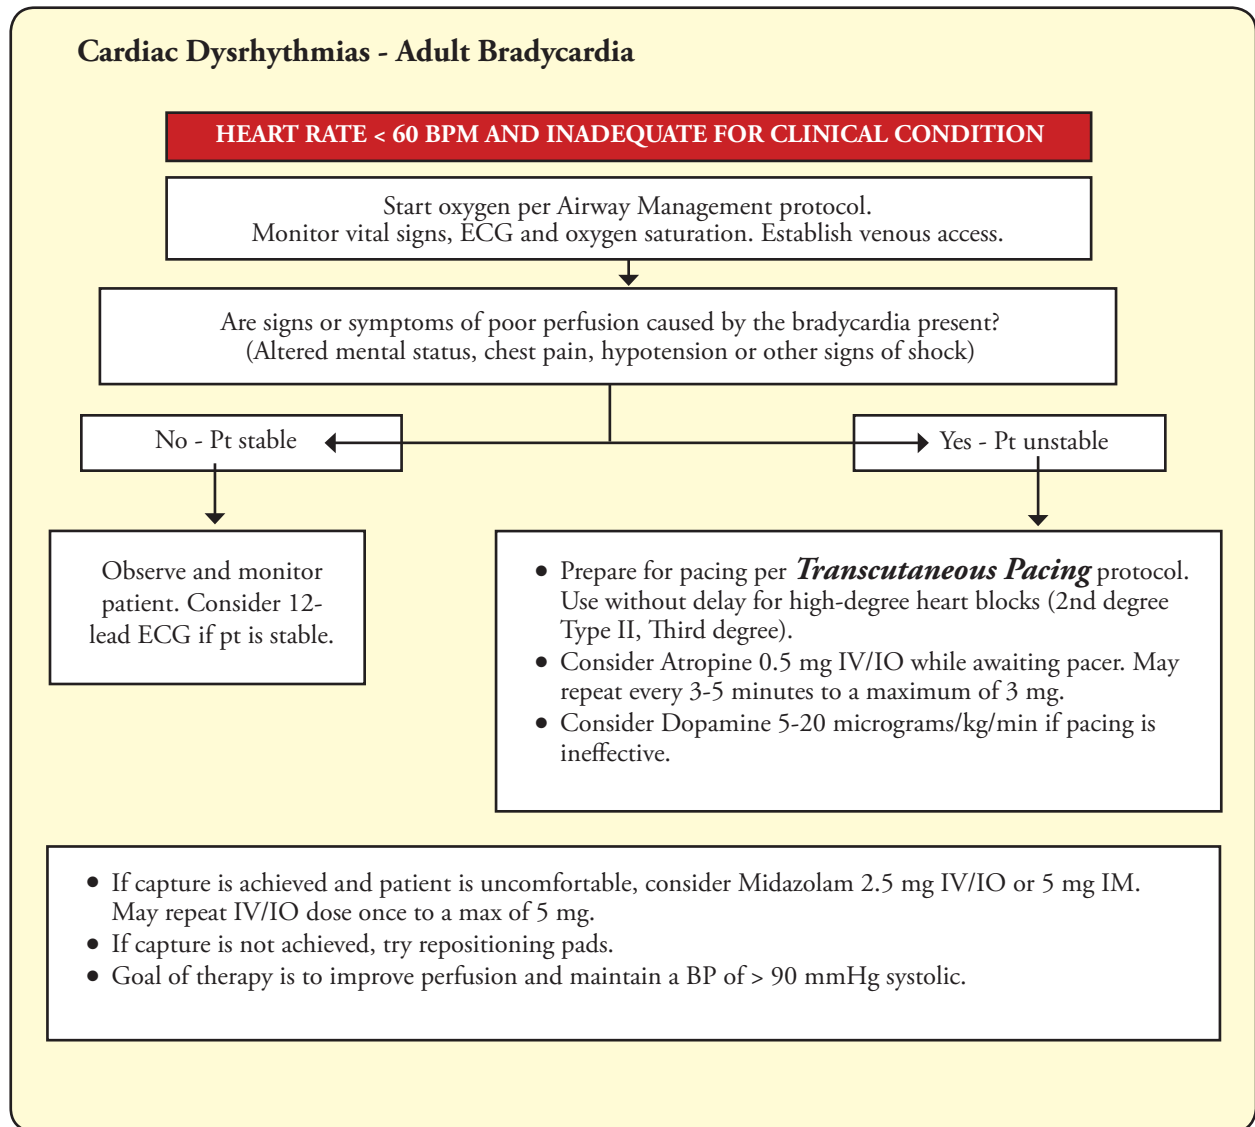 Cardiac Dysrhythmias - Adult Bradycardia
HEART RATE < 60 BPM AND INADEQUATE FOR CLINICAL CONDITION
Start oxygen per Airway Management protocol.
Monitor vital signs, ECG and oxygen saturation. Establish venous access.
Are signs or symptoms of poor perfusion caused by the bradycardia present?
(Altered mental status, chest pain, hypotension or other signs of shock)
No - Pt stable
Yes - Pt unstable
Observe and monitor
patient. Consider 12-
lead ECG if pt is stable.
• Prepare for pacing per Transcutaneous Pacing protocol.
Use without delay for high-degree heart blocks (2nd degree
Type II, Third degree).
• Consider Atropine 0.5 mg IV/IO while awaiting pacer. May
repeat every 3-5 minutes to a maximum of 3 mg.
• Consider Dopamine 5-20 micrograms/kg/min if pacing is
ineffective.
• If capture is achieved and patient is uncomfortable, consider Midazolam 2.5 mg IV/IO or 5 mg IM.
May repeat IV/IO dose once to a max of 5 mg.
• If capture is not achieved, try repositioning pads.
• Goal of therapy is to improve perfusion and maintain a BP of > 90 mmHg systolic.